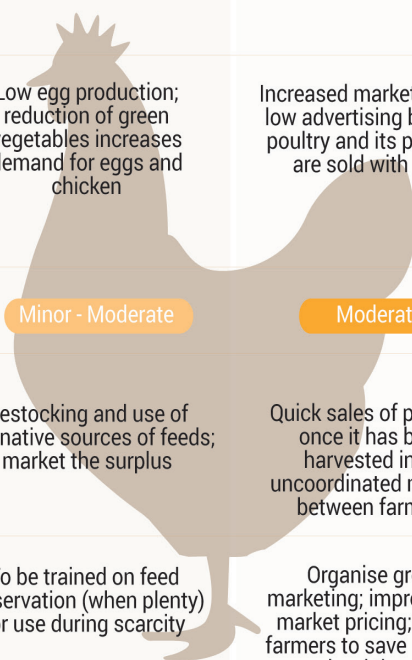 Low egg production;
reduction of green
vegetables increases
demand for eggs and
chicken
Increased market
low advertising b
poultry and its p
are sold with
Minor - Moderate
Moderat
estocking and use of
native sources of feeds;
market the surplus
Quick sales of p
once it has b
harvested in
uncoordinated m
between farm
o be trained on feed
servation (when plenty)
r use during scarcity
Organise gr
marketing; impro
market pricing;
farmers to save